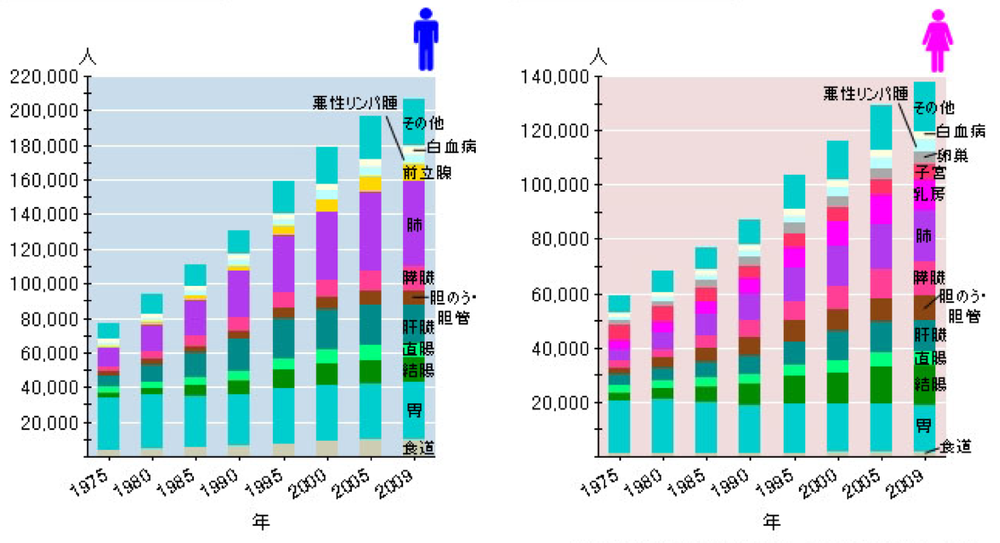 人
220,000
200,000
180,000
160,000
140,000
120,000
100,000
80,000
60,000
40,000
20,000
悪性リンパ腫
その他
白血病
前立腺
肺
膵臓
胆のう・
胆管
肝臓
直腸
結腸
胃
食道
1975
1980
1985
1990
1995
2000
2005
2009
年
人
140,000
120,000
100,000
80,000
60,000
40,000
20,000
悪性リンパ腫
その他
白血病
卵巣
子宮
乳房
肺
膵臓
胆のう・
胆管
肝臓
直腸
結腸
胃
食道
1975
1980
1985
1990
1995
2000
2005
2009
年